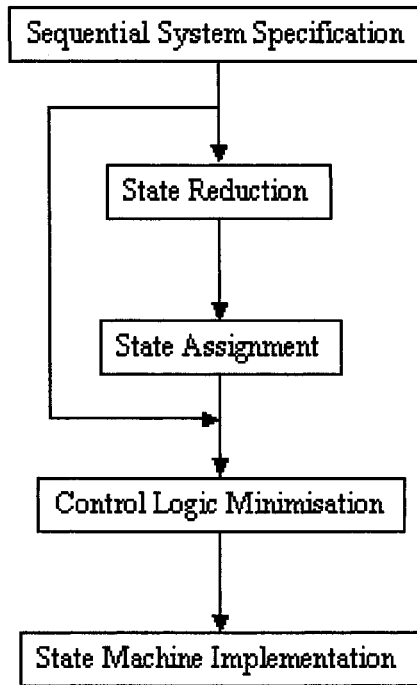 Sequential System Specification
State Reduction
State Assignment
Control Logic Minimisation
State Machine Implementation